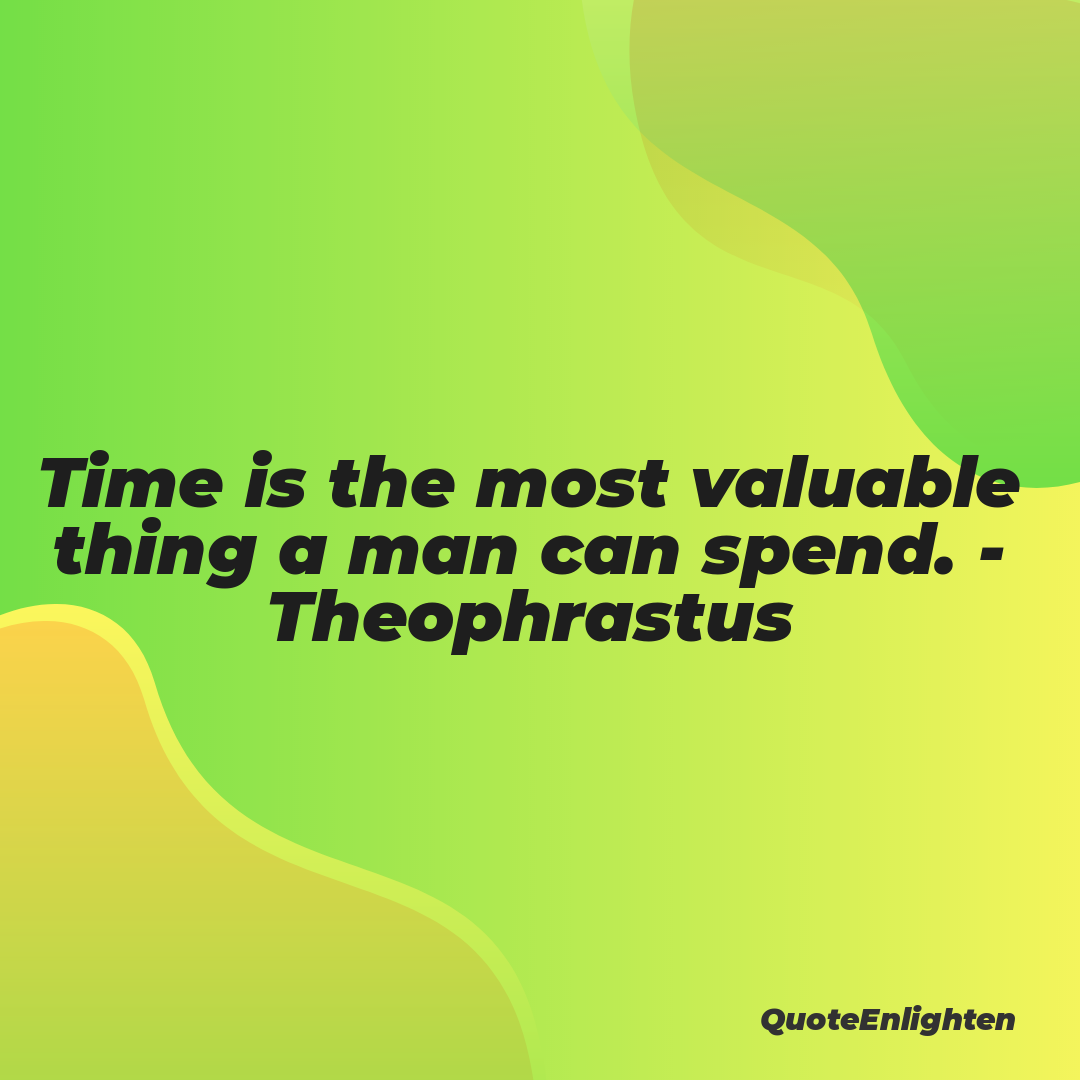 Time is the most valuable
thing a man can spend. -
Theophrastus
QuoteEnlighten